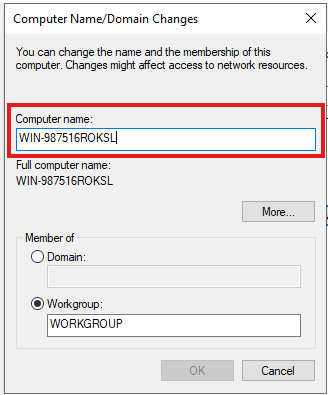 Computer Name/Domain Changes
You can change the name and the membership of this
computer. Changes might affect access to network resources.
Computer name:
WIN-987516ROKSL
Full computer name:
WIN-987516ROKSL
More...
Member of
Domain:
Workgroup:
WORKGROUP
OK
Cancel